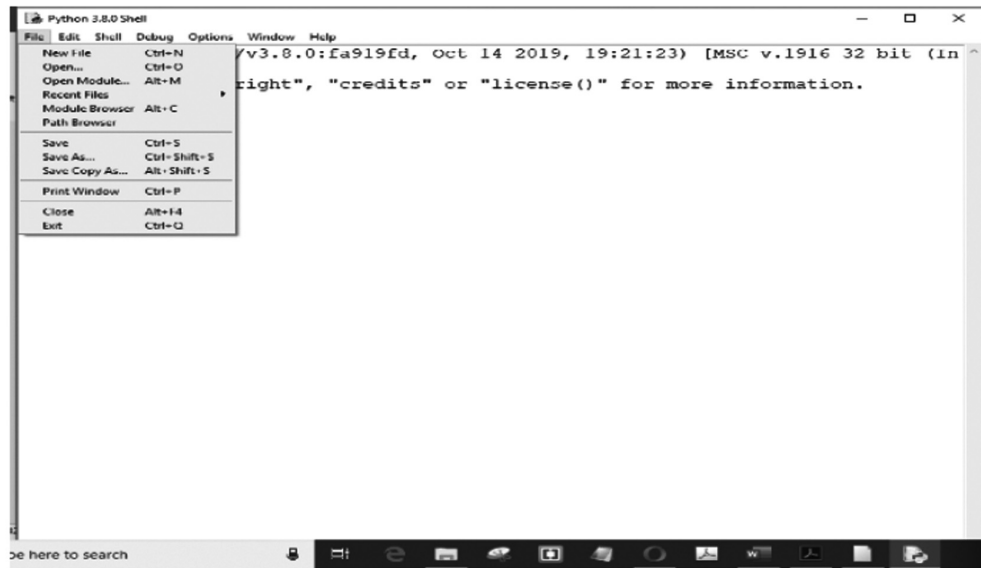 Python 3.8.0 Shell
File Edit Shell Debug Options Window Help
New File Ctrl+N
Open... Ctrl+O
Open Module... Alt+M
Recent Files
Module Browser Alt+C
Path Browser
Save Ctrl+S
Save As... Ctrl+Shift+S
Save Copy As... Alt+Shift+S
Print Window Ctrl+P
Close Alt+F4
Exit Ctrl+Q
/v3.8.0:fa919fd, Oct 14 2019, 19:21:23) [MSC v.1916 32 bit (In
right", "credits" or "license()" for more information.
pe here to search